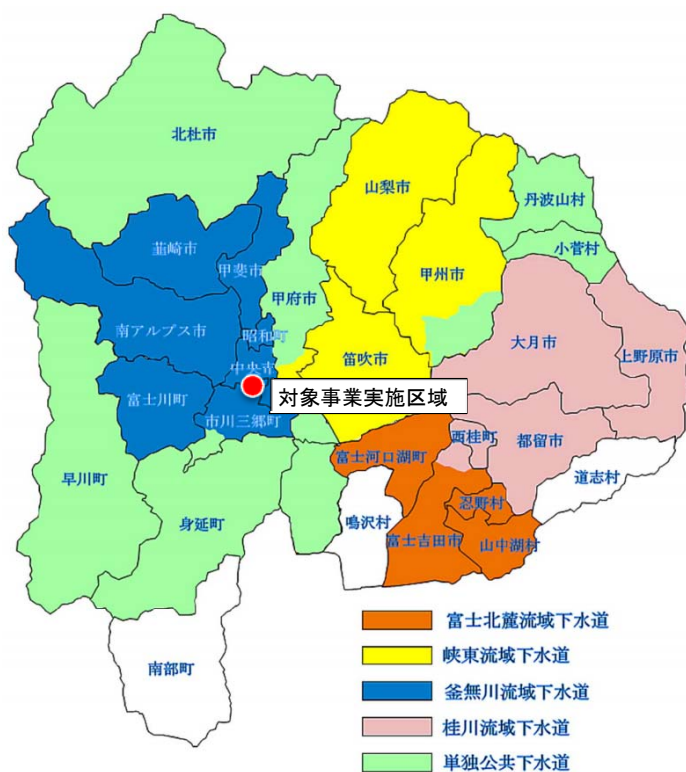 北杜市
山梨市
丹波山村
韮崎市
小菅村
甲斐市
甲州市
甲府市
南アルプス市
昭和町
大月市
上野原市
笛吹市
中央市
対象事業実施区域
富士川町
市川三郷町
西桂町
都留市
富士河口湖町
早川町
道志村
忍野村
身延町
鳴沢村
富士吉田市
山中湖村
南部町
富士北麓流域下水道
峡東流域下水道
釜無川流域下水道
桂川流域下水道
単独公共下水道